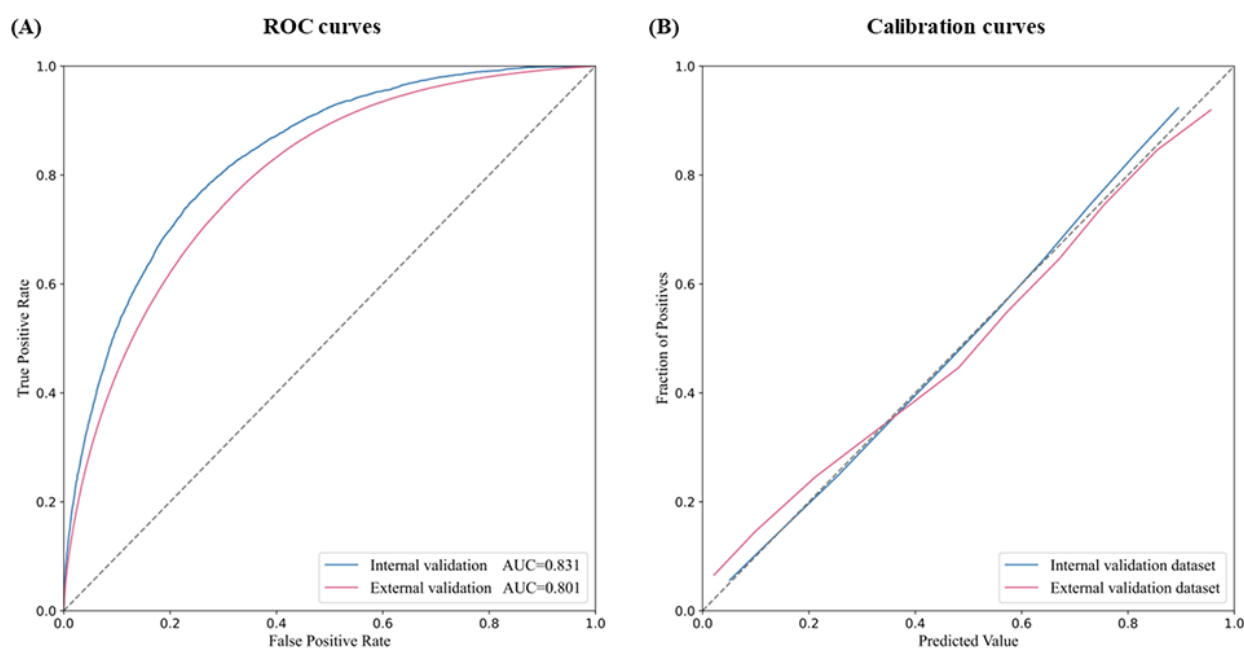 (A) ROC curves
1.0
0.8
0.6
0.4
0.2
0.0
True Positive Rate
Internal validation AUC=0.831
External validation AUC=0.801
0.0 0.2 0.4 0.6 0.8 1.0
False Positive Rate
(B) Calibration curves
1.0
0.8
0.6
0.4
0.2
0.0
Fraction of Positives
Internal validation dataset
External validation dataset
0.0 0.2 0.4 0.6 0.8 1.0
Predicted Value